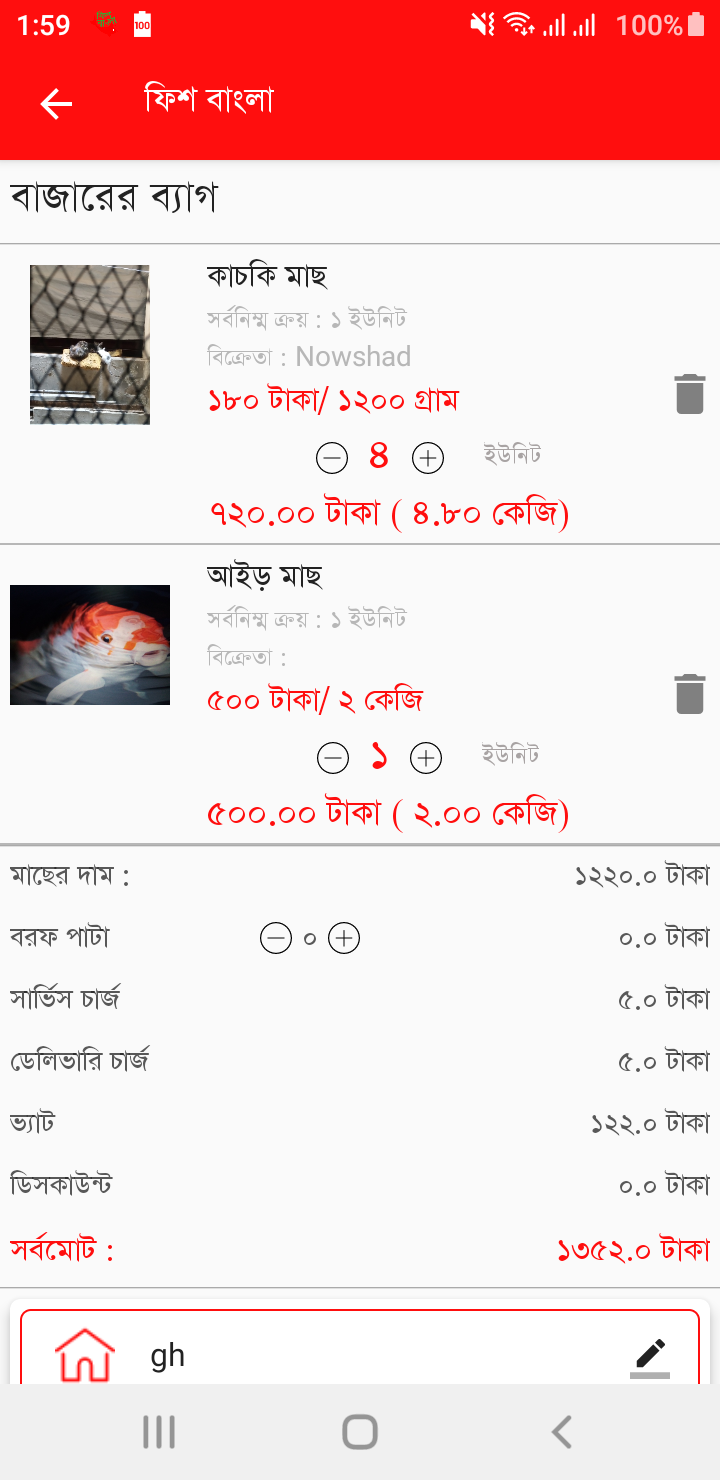 1:59
100
100%
ফিশ বাংলা
বাজারের ব্যাগ
কাচকি মাছ
সর্বনিম্ম ক্রয় : ১ ইউনিট
বিক্রেতা : Nowshad
১৮০ টাকা/ ১২০০ গ্রাম
৪ ইউনিট
৭২০.০০ টাকা ( ৪.৮০ কেজি)
আইড় মাছ
সর্বনিম্ম ক্রয় : ১ ইউনিট
বিক্রেতা :
৫০০ টাকা/ ২ কেজি
১ ইউনিট
৫০০.০০ টাকা ( ২.০০ কেজি)
মাছের দাম : ১২২০.০ টাকা
বরফ পাটা ০ ০.০ টাকা
সার্ভিস চার্জ ৫.০ টাকা
ডেলিভারি চার্জ ৫.০ টাকা
ভ্যাট ১২২.০ টাকা
ডিসকাউন্ট ০.০ টাকা
সর্বমোট : ১৩৫২.০ টাকা
gh